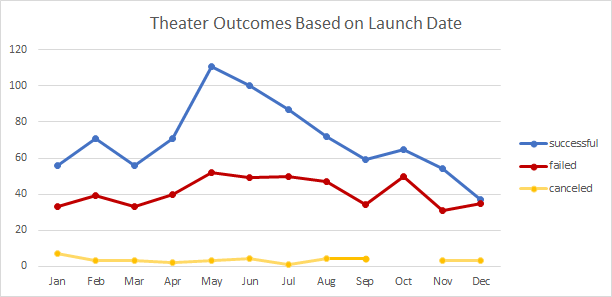 Theater Outcomes Based on Launch Date
120
100
80
60
40
20
0
Jan Feb Mar Apr May Jun Jul Aug Sep Oct Nov Dec
successful
failed
canceled